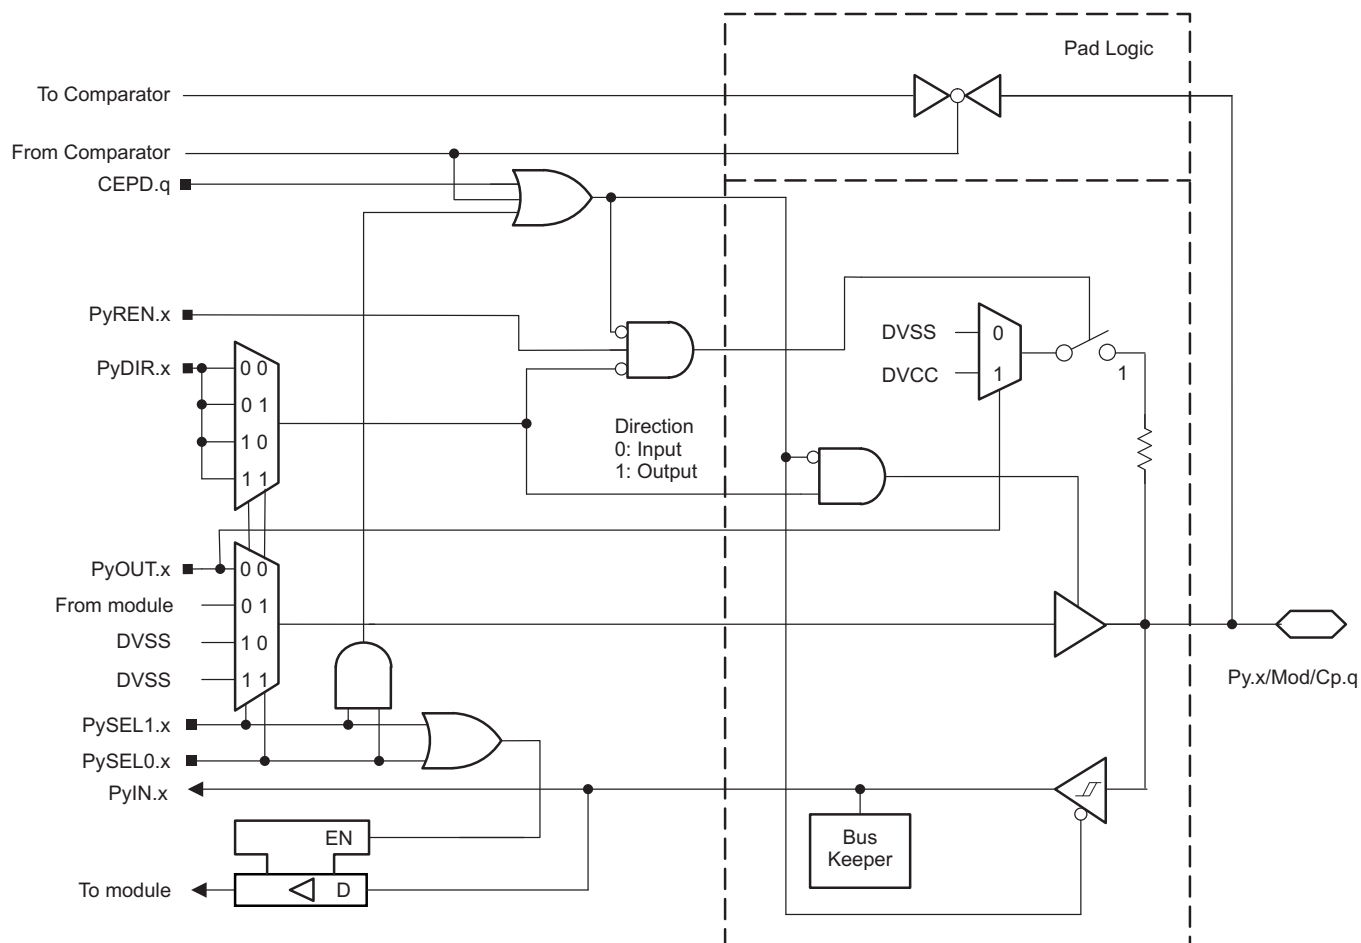 Pad Logic
To Comparator
From Comparator
CEPD.q
PyREN.x
DVSS
0
PyDIR.x
0 0
DVCC
1
1
0 1
Direction
0: Input
1: Output
1 0
1 1
PyOUT.x
0 0
From module
0 1
DVSS
1 0
DVSS
1 1
Py.x/Mod/Cp.q
PySEL1.x
PySEL0.x
PyIN.x
EN
Bus
Keeper
To module
D